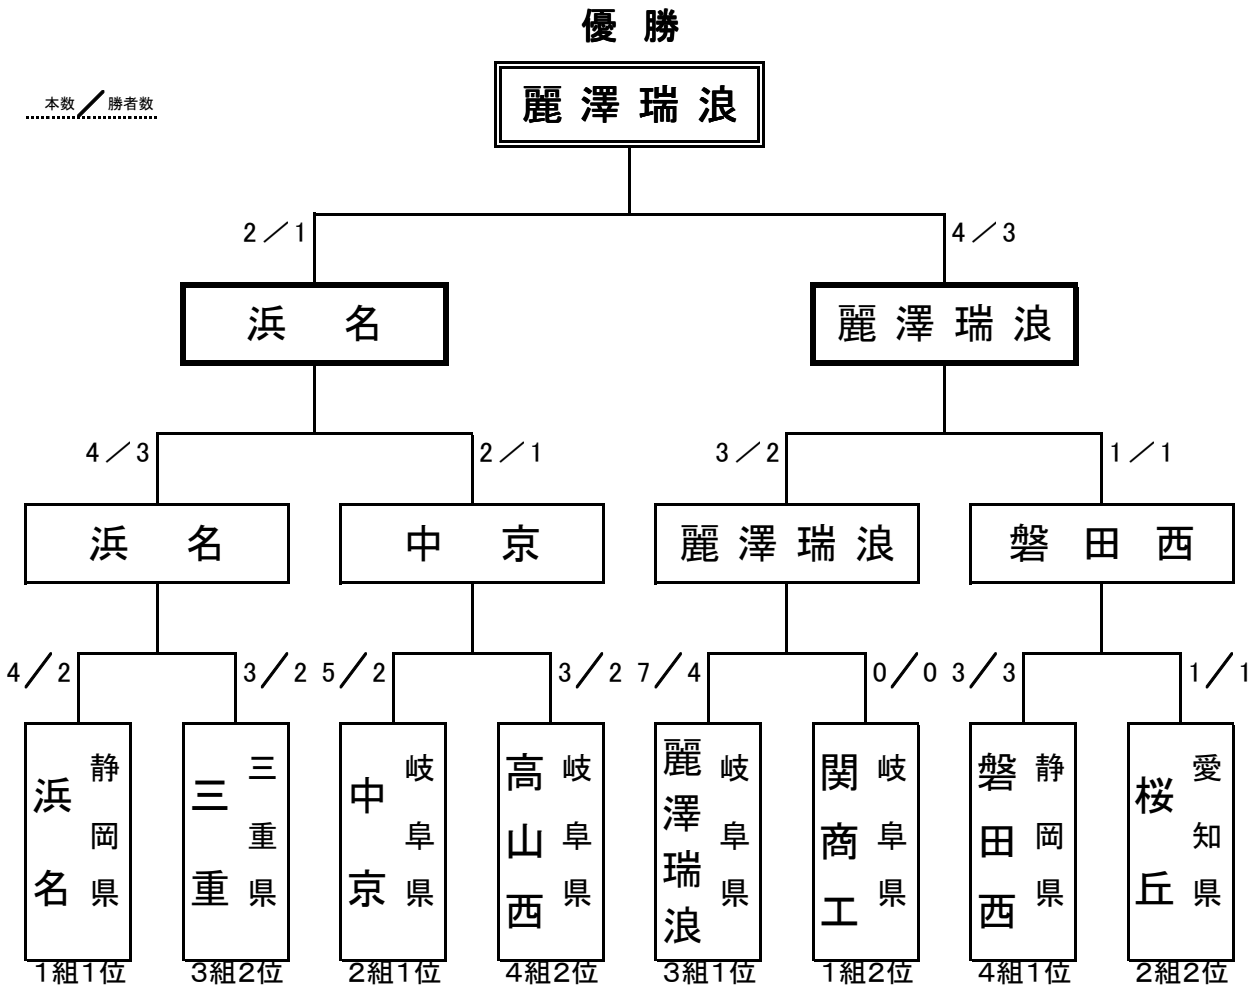 優勝
麗澤瑞浪
本数／勝者数
2／1
4／3
浜名
麗澤瑞浪
4／3
2／1
3／2
1／1
浜名
中京
麗澤瑞浪
磐田西
4／2
3／2
5／2
3／2
7／4
0／0
3／3
1／1
静岡県
浜名
三重県
三重
岐阜県
中京
岐阜県
高山西
岐阜県
麗澤瑞浪
岐阜県
関商工
静岡県
磐田西
愛知県
桜丘
1組1位
3組2位
2組1位
4組2位
3組1位
1組2位
4組1位
2組2位